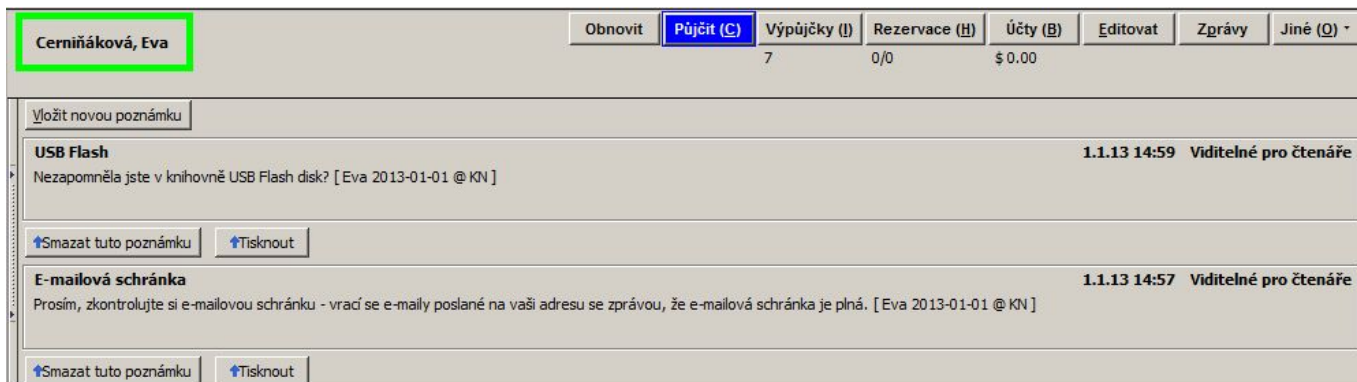 Cerniňáková, Eva
Obnovit Půjčit (C) Výpůjčky (I) Rezervace (H) Účty (B) Editovat Zprávy Jiné (O)
7 0/0 $ 0.00
Vložit novou poznámku
USB Flash 1.1.13 14:59 Viditelné pro čtenáře
Nezapomněla jste v knihovně USB Flash disk? [ Eva 2013-01-01 @ KN ]
Smazat tuto poznámku Tisknout
E-mailová schránka 1.1.13 14:57 Viditelné pro čtenáře
Prosím, zkontrolujte si e-mailovou schránku - vrací se e-maily poslané na vaši adresu se zprávou, že e-mailová schránka je plná. [ Eva 2013-01-01 @ KN ]
Smazat tuto poznámku Tisknout